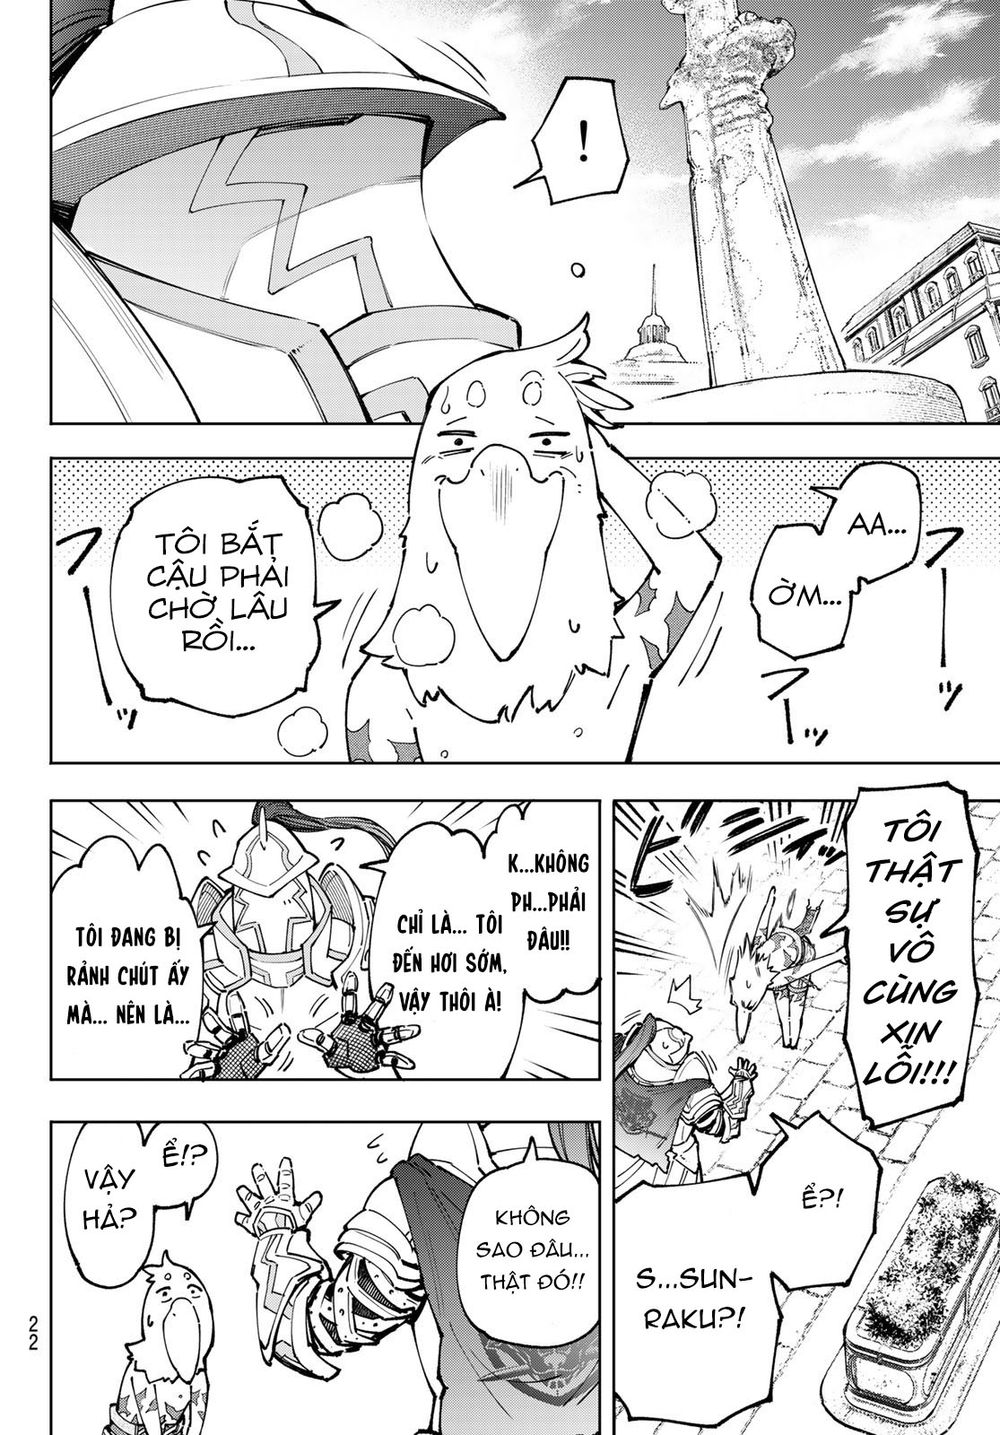 !
AA...
ỜM...
TÔI BẮT
CẬU PHẢI
CHỜ LÂU
RỒI...
TÔI
THẬT
SỰ
VÔ
CÙNG
XIN
LỖI!!!
Ể?!
S...SUN-
RAKU?!
K...KHÔNG
PH...PHẢI
ĐÂU!!
CHỈ LÀ... TÔI
ĐẾN HƠI SỚM,
VẬY THÔI À!
TÔI ĐANG BỊ
RẢNH CHÚT ẤY
MÀ... NÊN LÀ...
KHÔNG
SAO ĐÂU...
THẬT ĐÓ!!
Ể!?
VẬY
HẢ?
22